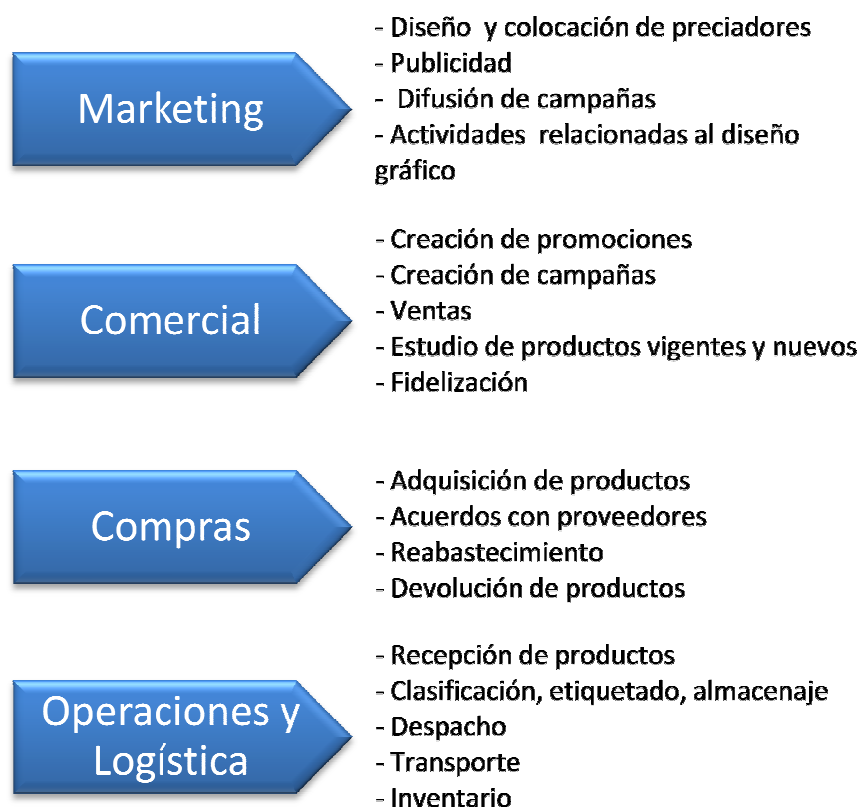 Marketing
- Diseño y colocación de preciadores
- Publicidad
- Difusión de campañas
- Actividades relacionadas al diseño
gráfico
Comercial
- Creación de promociones
- Creación de campañas
- Ventas
- Estudio de productos vigentes y nuevos
- Fidelización
Compras
- Adquisición de productos
- Acuerdos con proveedores
- Reabastecimiento
- Devolución de productos
Operaciones y
Logística
- Recepción de productos
- Clasificación, etiquetado, almacenaje
- Despacho
- Transporte
- Inventario